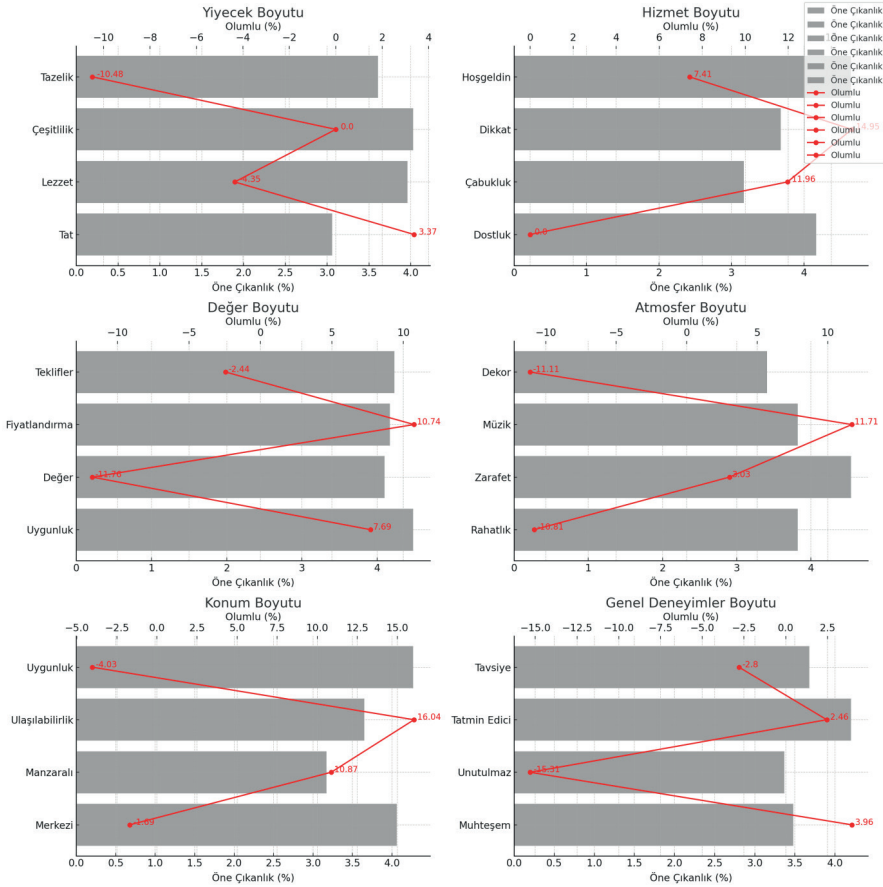 Yiyecek Boyutu
Olumlu (%)
−10 −8 −6 −4 −2 0 2 4
Tazelik
Çeşitlilik
Lezzet
Tat
-10.48
0.0
-4.35
3.37
0.0 0.5 1.0 1.5 2.0 2.5 3.0 3.5 4.0
Öne Çıkanlık (%)
Hizmet Boyutu
Olumlu (%)
0 2 4 6 8 10 12
Hoşgeldin
Dikkat
Çabukluk
Dostluk
7.41
14.95
11.96
0.0
0 1 2 3 4
Öne Çıkanlık (%)
Öne Çıkanlık
Öne Çıkanlık
Öne Çıkanlık
Öne Çıkanlık
Öne Çıkanlık
Öne Çıkanlık
Olumlu
Olumlu
Olumlu
Olumlu
Olumlu
Olumlu
Değer Boyutu
Olumlu (%)
−10 −5 0 5 10
Teklifler
Fiyatlandırma
Değer
Uygunluk
-2.44
10.74
-11.76
7.69
0 1 2 3 4
Öne Çıkanlık (%)
Atmosfer Boyutu
Olumlu (%)
−10 −5 0 5 10
Dekor
Müzik
Zarafet
Rahatlık
-11.11
11.71
3.03
-10.81
0 1 2 3 4
Öne Çıkanlık (%)
Konum Boyutu
Olumlu (%)
−5.0 −2.5 0.0 2.5 5.0 7.5 10.0 12.5 15.0
Uygunluk
Ulaşılabilirlik
Manzaralı
Merkezi
-4.03
16.04
10.87
-1.69
0.0 0.5 1.0 1.5 2.0 2.5 3.0 3.5 4.0
Öne Çıkanlık (%)
Genel Deneyimler Boyutu
Olumlu (%)
−15.0 −12.5 −10.0 −7.5 −5.0 −2.5 0.0 2.5
Tavsiye
Tatmin Edici
Unutulmaz
Muhteşem
-2.8
2.46
-15.31
3.96
0.0 0.5 1.0 1.5 2.0 2.5 3.0 3.5 4.0
Öne Çıkanlık (%)